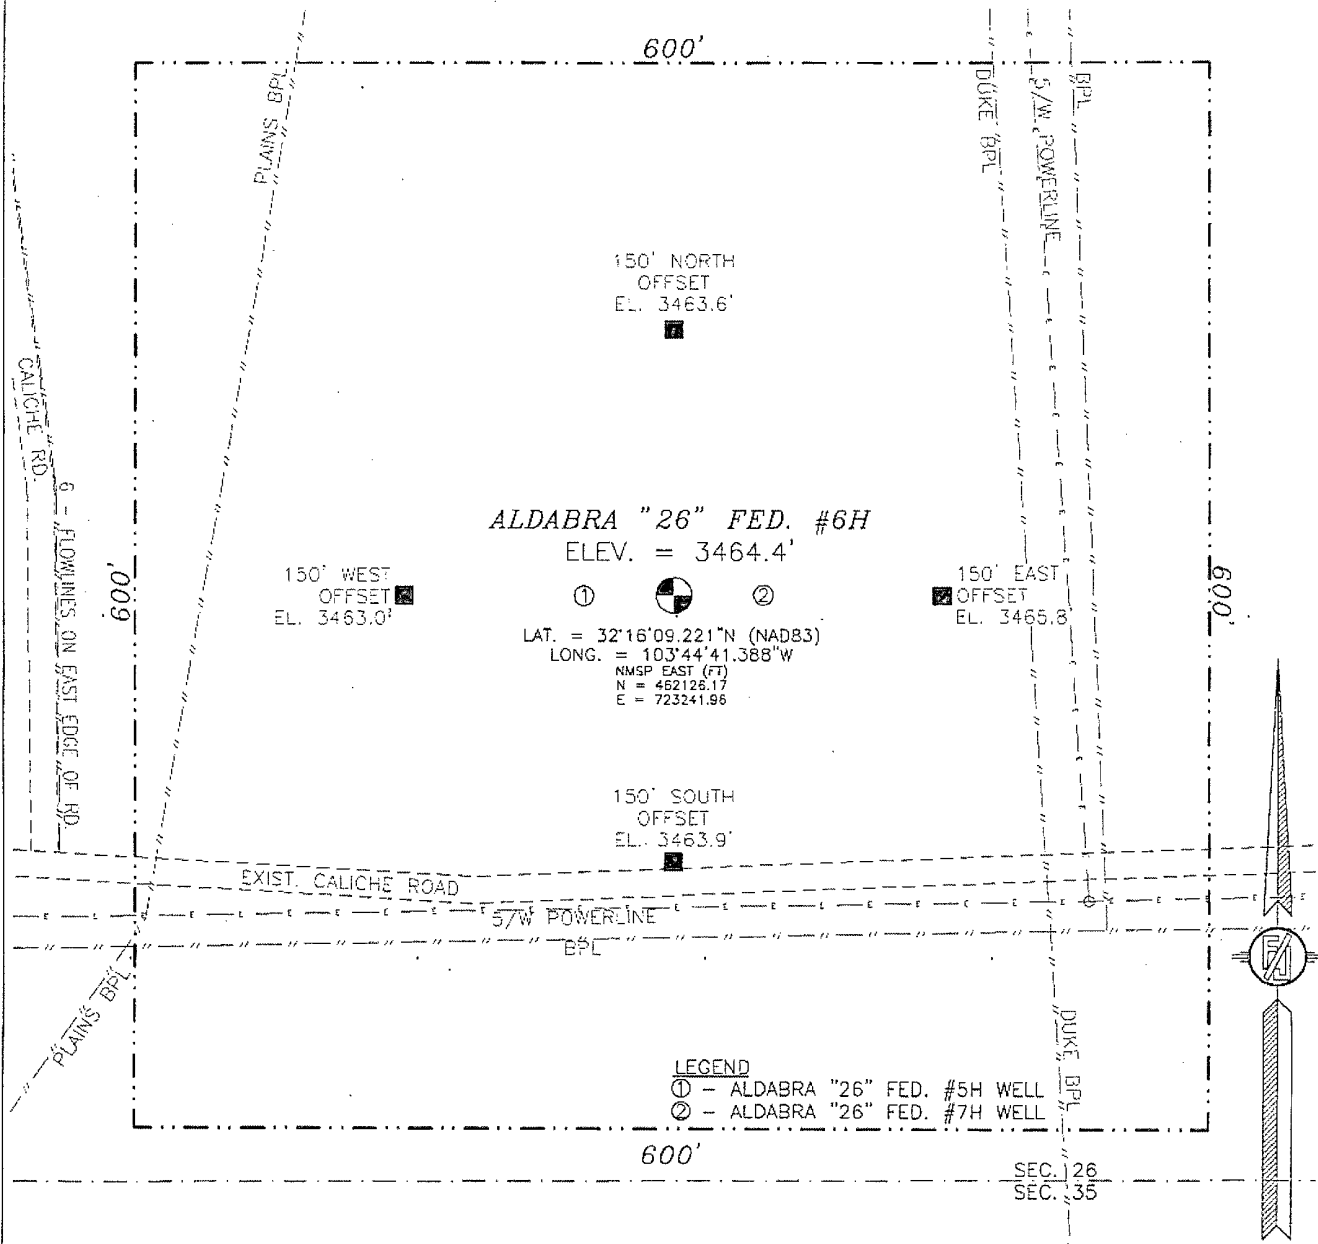 600'
PLAINS BPL
DUKE BPL
5/W POWERLINE
BPL
150' NORTH
OFFSET
EL. 3463.6'
CALICHE RD.
6 - FLOWLINES ON EAST EDGE OF RD.
600'
ALDABRA "26" FED. #6H
ELEV. = 3464.4'
150' WEST
OFFSET
EL. 3463.0'
1
2
150' EAST
OFFSET
EL. 3465.8'
600'
LAT. = 32°16'09.221"N (NAD83)
LONG. = 103°44'41.388"W
NMSP EAST (FT)
N = 462126.17
E = 723241.96
150' SOUTH
OFFSET
EL. 3463.9'
EXIST. CALICHE ROAD
5/W POWERLINE
BPL
PLAINS BPL
DUKE BPL
LEGEND
① - ALDABRA "26" FED. #5H WELL
② - ALDABRA "26" FED. #7H WELL
600'
SEC. 26
SEC. 35